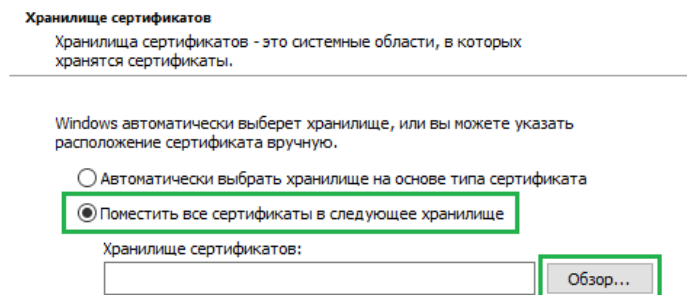 Хранилище сертификатов
Хранилища сертификатов - это системные области, в которых
хранятся сертификаты.
Windows автоматически выберет хранилище, или вы можете указать
расположение сертификата вручную.
Автоматически выбрать хранилище на основе типа сертификата
Поместить все сертификаты в следующее хранилище
Хранилище сертификатов:
Обзор...